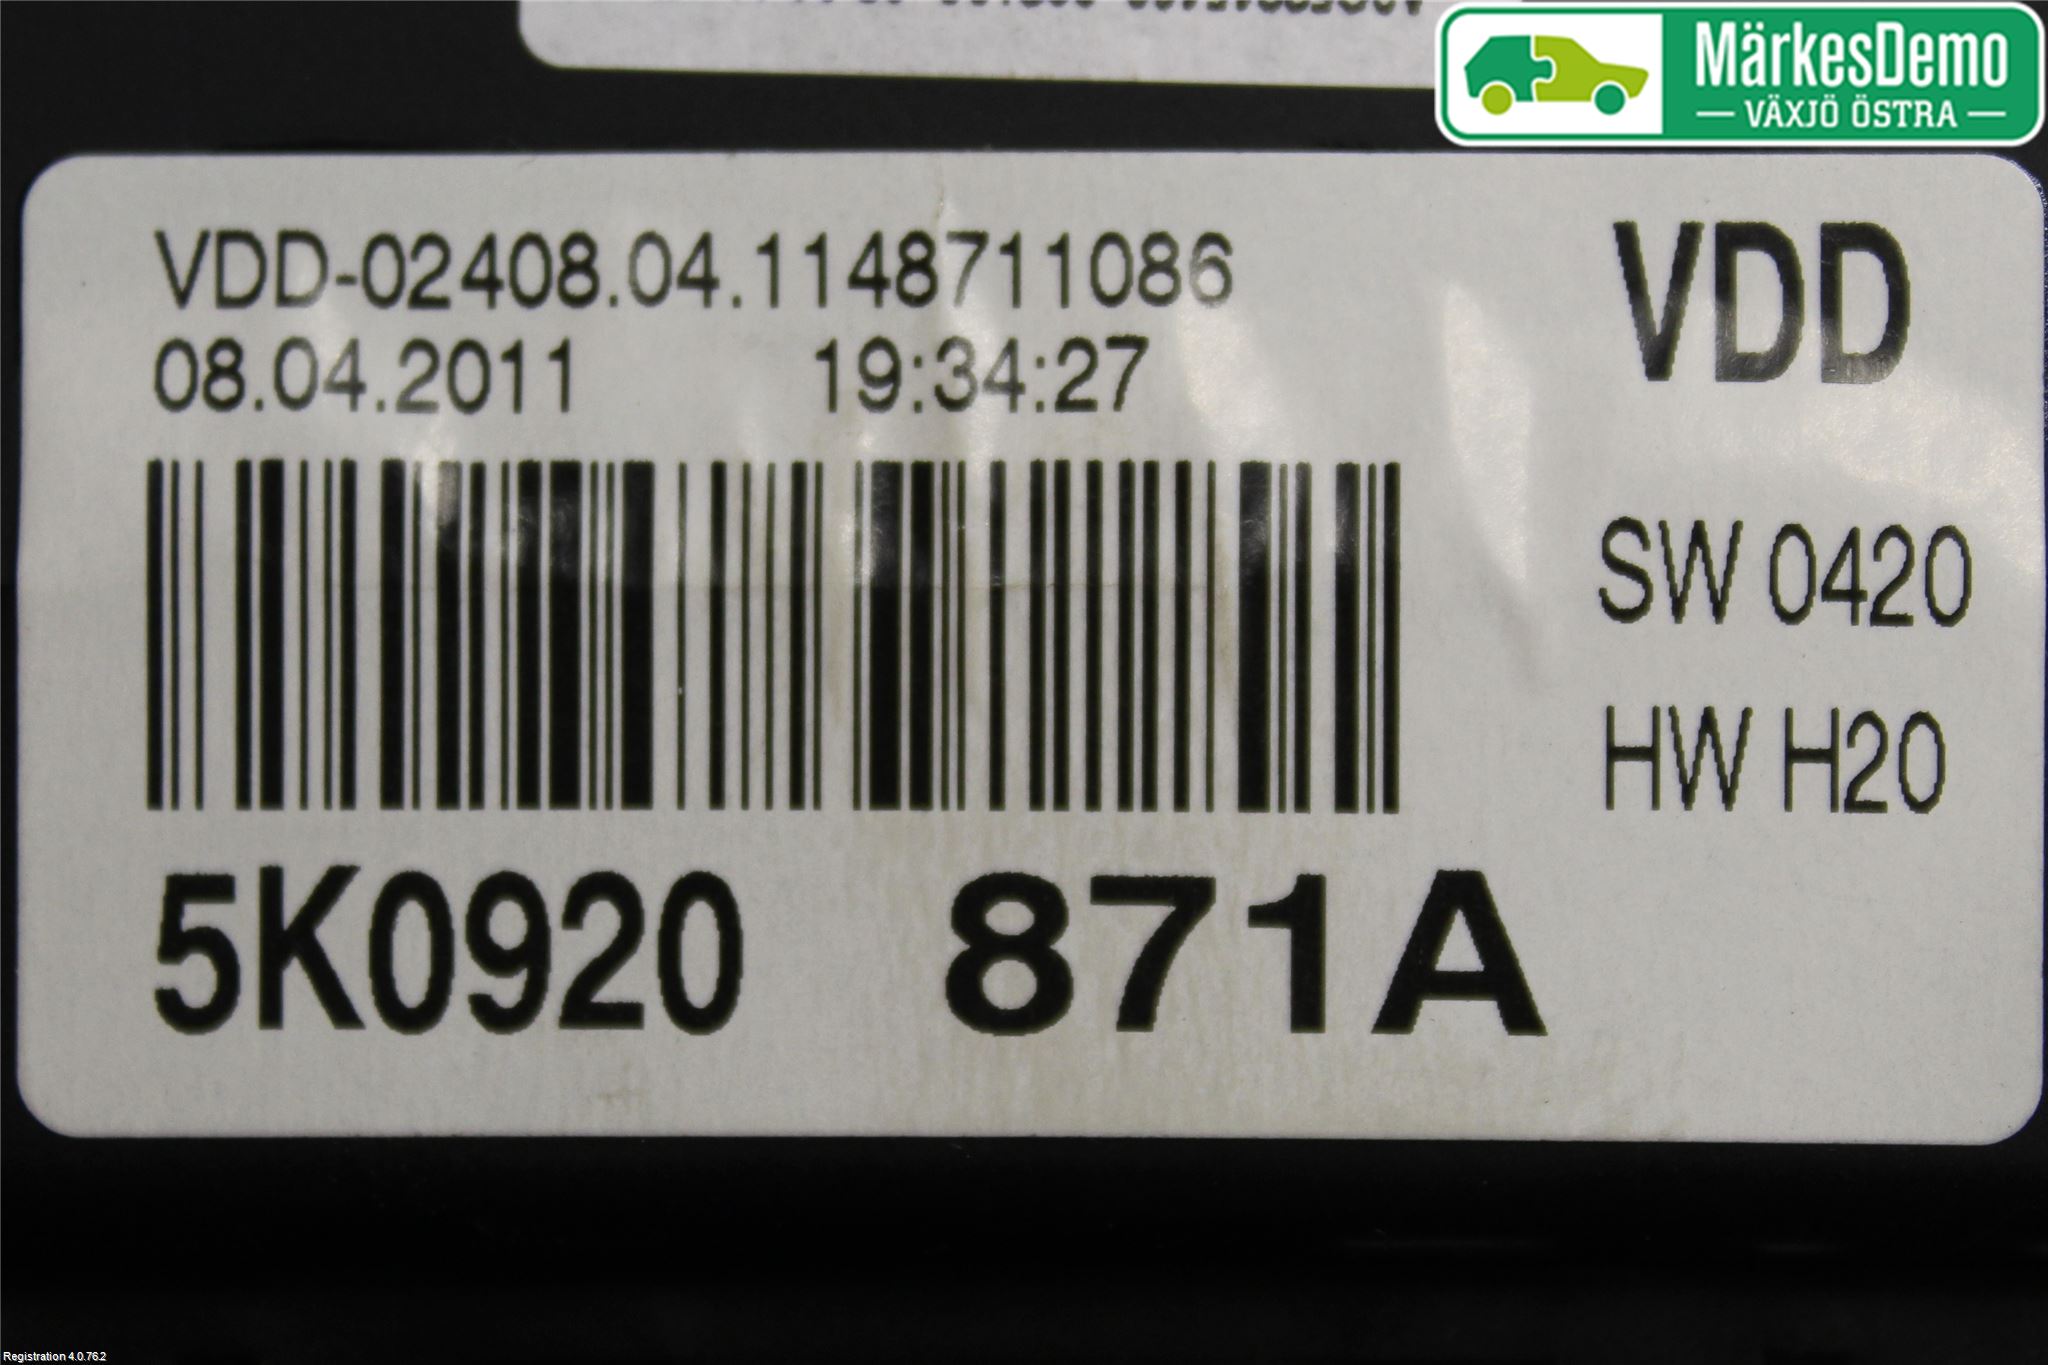 MärkesDemo
VÄXJÖ ÖSTRA
VDD-02408.04.1148711086
08.04.2011 19:34:27
VDD
SW 0420
HW H20
5K0920 871A
Registration 4.0.76.2